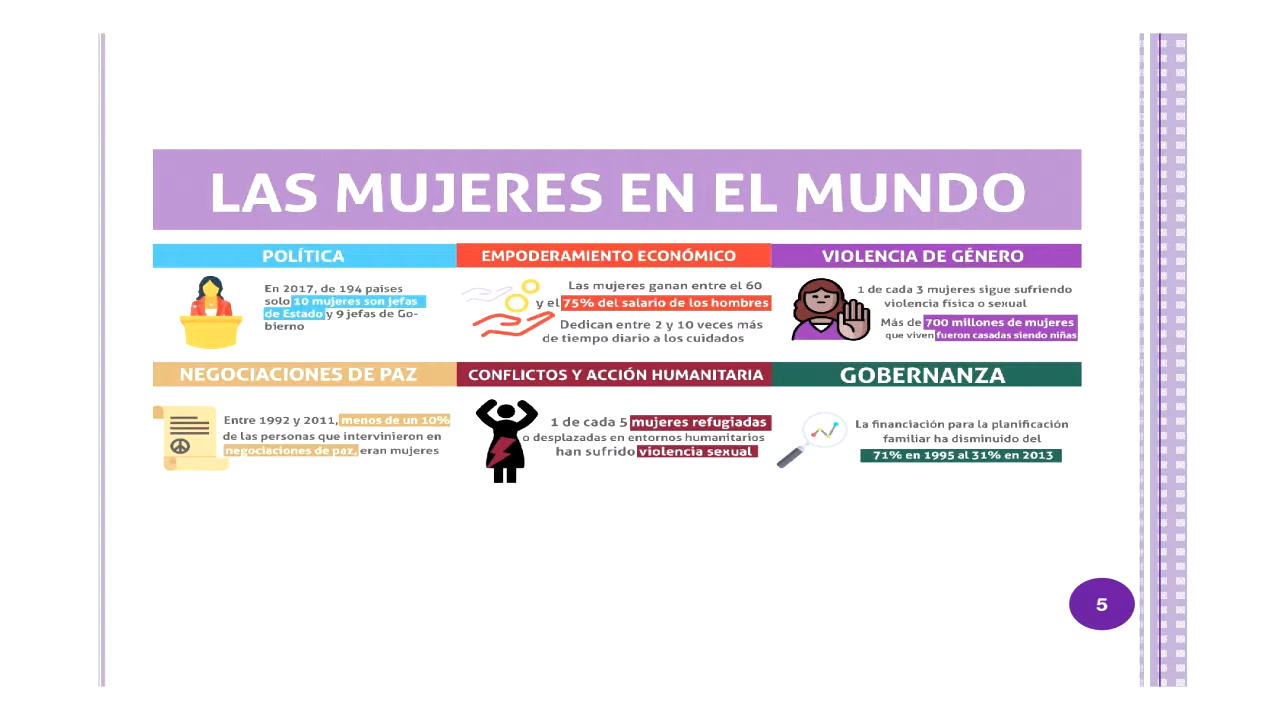 LAS MUJERES EN EL MUNDO
POLÍTICA
En 2017, de 194 países
solo 10 mujeres son jefas
de Estado y 9 jefas de Go-
bierno
EMPODERAMIENTO ECONÓMICO
Las mujeres ganan entre el 60
y el 75% del salario de los hombres
Dedican entre 2 y 10 veces más
de tiempo diario a los cuidados
VIOLENCIA DE GÉNERO
1 de cada 3 mujeres sigue sufriendo
violencia física o sexual
Más de 700 millones de mujeres
que viven fueron casadas siendo niñas
NEGOCIACIONES DE PAZ
Entre 1992 y 2011, menos de un 10%
de las personas que intervinieron en
negociaciones de paz, eran mujeres
CONFLICTOS Y ACCIÓN HUMANITARIA
1 de cada 5 mujeres refugiadas
o desplazadas en entornos humanitarios
han sufrido violencia sexual
GOBERNANZA
La financiación para la planificación
familiar ha disminuido del
71% en 1995 al 31% en 2013
5